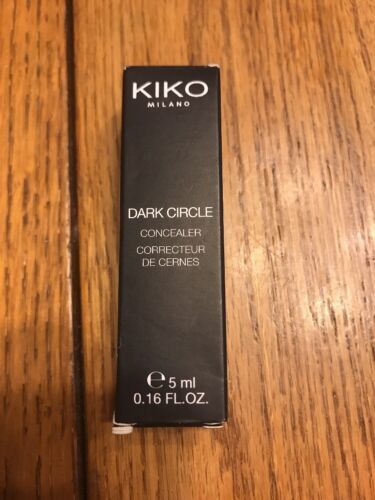 KIKO
MILANO
DARK CIRCLE
CONCEALER
CORRECTEUR
DE CERNES
℮ 5 ml
0.16 FL.OZ.